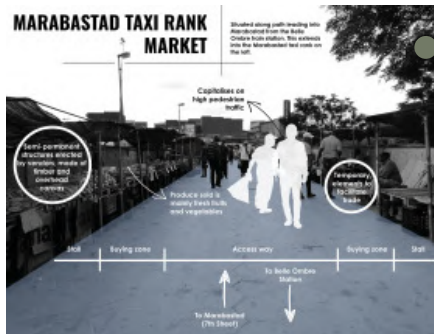 MARABASTAD TAXI RANK
MARKET
Situated along path leading into
Marabastad from the Belle
Ombre train station. This extends
into the Marabastad taxi rank on
the left.
Capitalises on
high pedestrian
traffic
Semi-permanent
structures erected
by vendors, made of
timber and
overhead
canvas
Temporary
elements to
facilitate
trade
Produce sold is
mainly fresh fruits
and vegetables
Stall
Buying zone
Access way
Buying zone
Stall
To Belle Ombre
Station
To Marabastad
(7th Street)